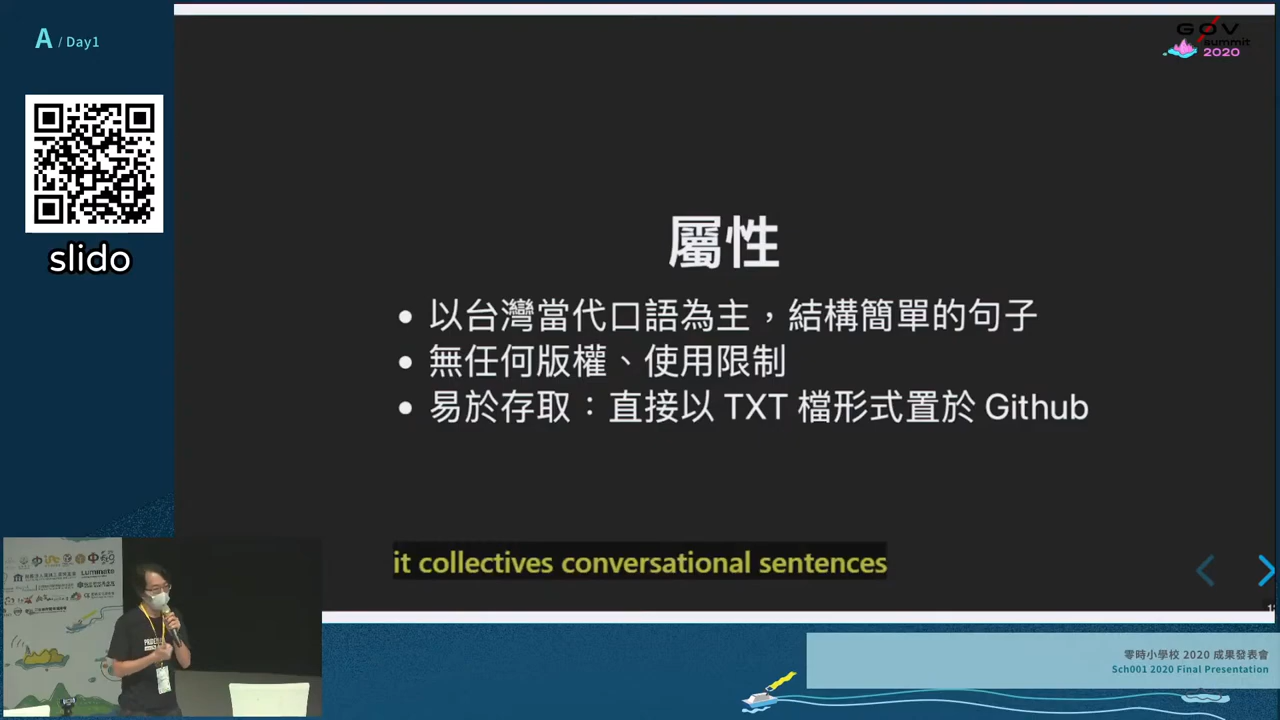 A / Day1
GOV
summit
2020
slido
屬性
以台灣當代口語為主，結構簡單的句子
無任何版權、使用限制
易於存取：直接以 TXT 檔形式置於 Github
it collectives conversational sentences
Luminate
零時小學校 2020 成果發表會
Sch001 2020 Final Presentation